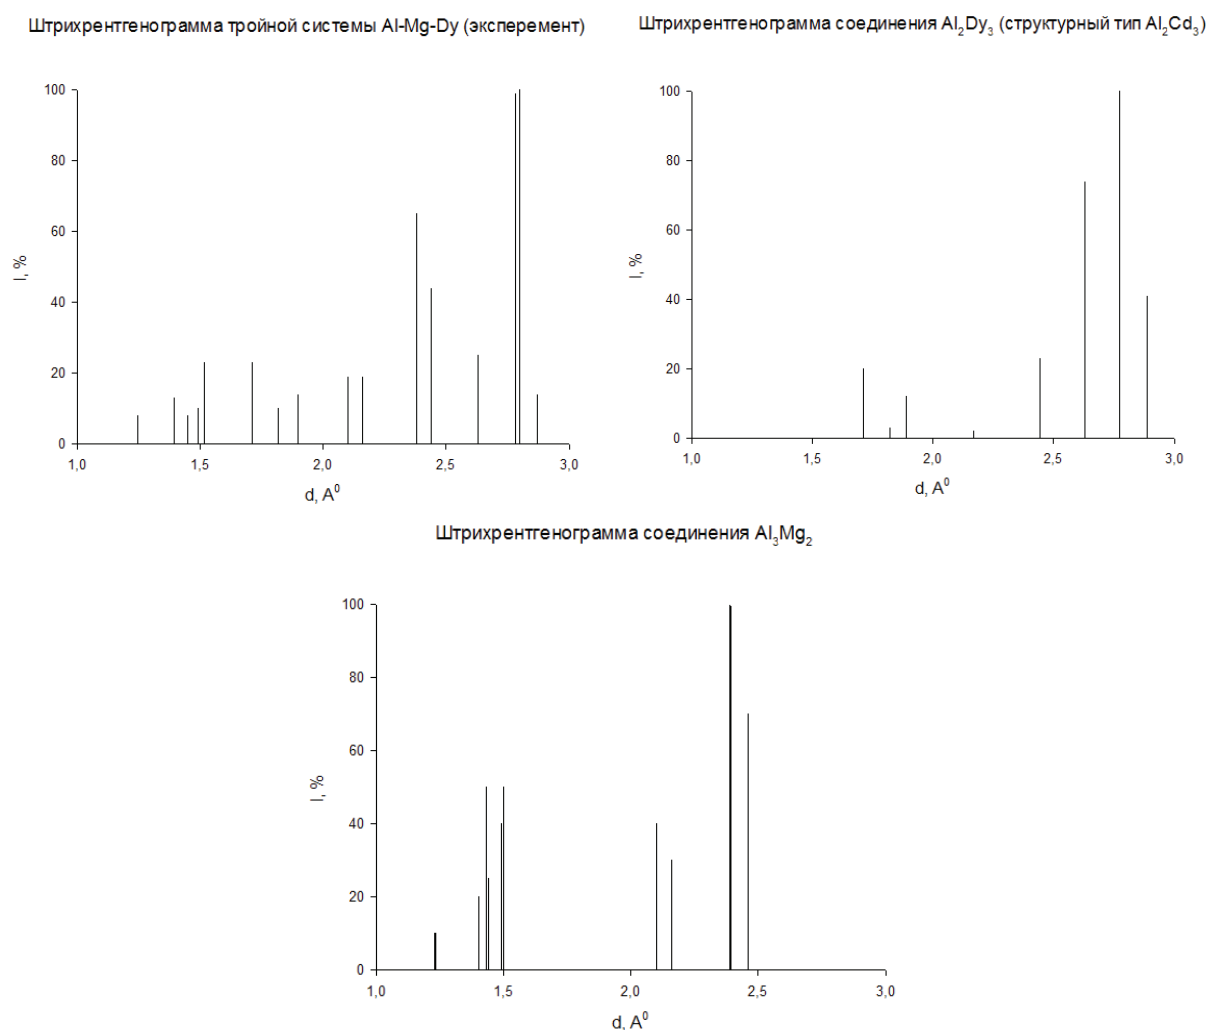 Штрихрентгенограмма тройной системы Al-Mg-Dy (эксперемент)
100
80
60
40
20
0
I, %
1,0 1,5 2,0 2,5 3,0
d, A⁰
Штрихрентгенограмма соединения Al₂Dy₃ (структурный тип Al₂Cd₃)
100
80
60
40
20
0
I, %
1,0 1,5 2,0 2,5 3,0
d, A⁰
Штрихрентгенограмма соединения Al₃Mg₂
100
80
60
40
20
0
I, %
1,0 1,5 2,0 2,5 3,0
d, A⁰